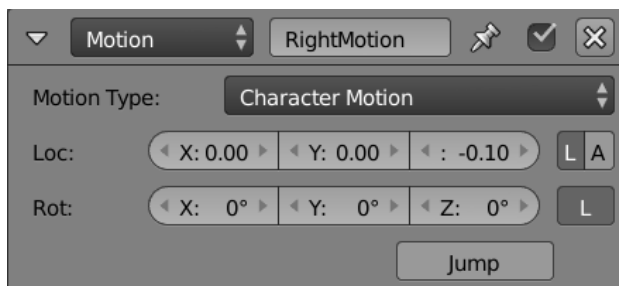 Motion RightMotion
Motion Type: Character Motion
Loc: X: 0.00 Y: 0.00 : -0.10 L A
Rot: X: 0° Y: 0° Z: 0° L
Jump